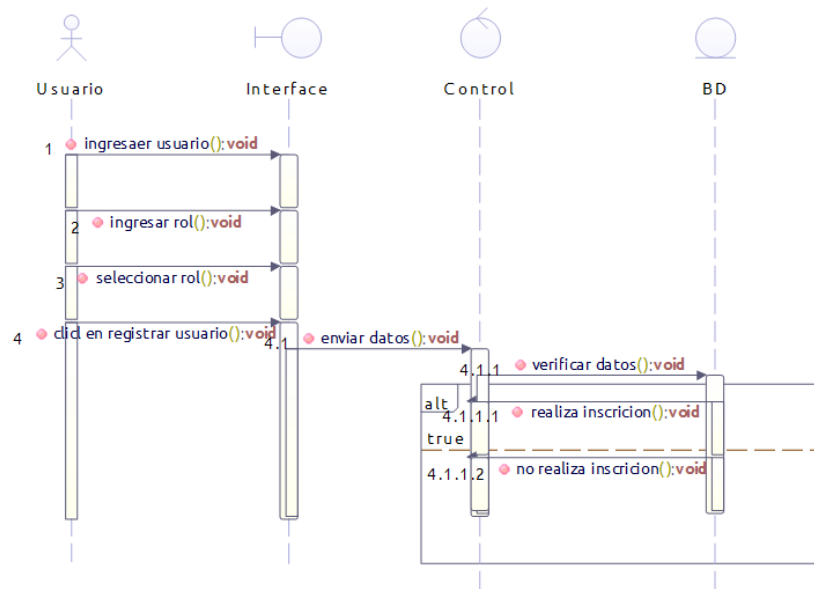 Usuario Interface Control BD
1 ingresaer usuario():void
2 ingresar rol():void
3 seleccionar rol():void
4 clicl en registrar usuario():void
4.1 enviar datos():void
4.1.1 verificar datos():void
alt
4.1.1.1 realiza inscricion():void
true
4.1.1.2 no realiza inscricion():void